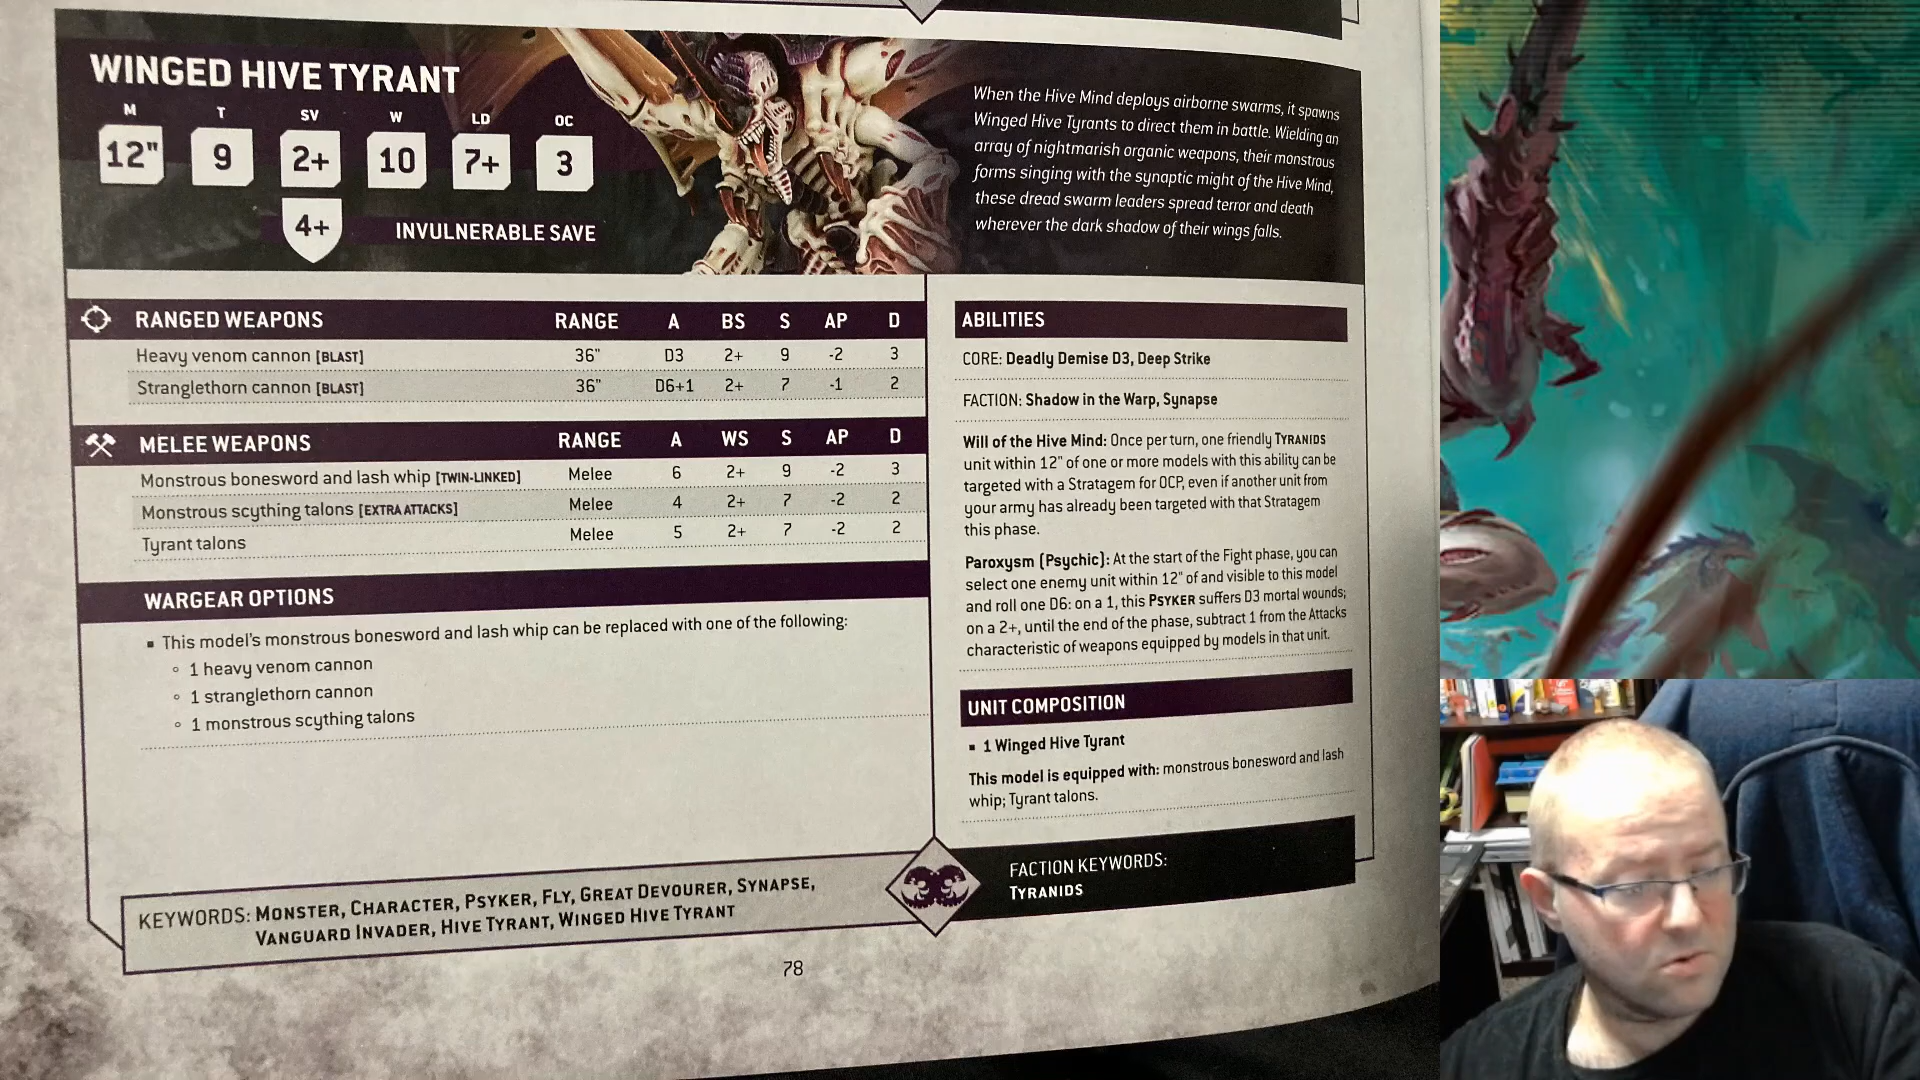 WINGED HIVE TYRANT
M T SV W LD OC
12" 9 2+ 10 7+ 3
4+ INVULNERABLE SAVE
When the Hive Mind deploys airborne swarms, it spawns
Winged Hive Tyrants to direct them in battle. Wielding an
array of nightmarish organic weapons, their monstrous
forms singing with the synaptic might of the Hive Mind,
these dread swarm leaders spread terror and death
wherever the dark shadow of their wings falls.
RANGED WEAPONS RANGE A BS S AP D
Heavy venom cannon [BLAST] 36" D3 2+ 9 -2 3
Stranglethorn cannon [BLAST] 36" D6+1 2+ 7 -1 2
MELEE WEAPONS RANGE A WS S AP D
Monstrous bonesword and lash whip [TWIN-LINKED] Melee 6 2+ 9 -2 3
Monstrous scything talons [EXTRA ATTACKS] Melee 4 2+ 7 -2 2
Tyrant talons Melee 5 2+ 7 -2 2
WARGEAR OPTIONS
▪ This model's monstrous bonesword and lash whip can be replaced with one of the following:
◦ 1 heavy venom cannon
◦ 1 stranglethorn cannon
◦ 1 monstrous scything talons
ABILITIES
CORE: Deadly Demise D3, Deep Strike
FACTION: Shadow in the Warp, Synapse
Will of the Hive Mind: Once per turn, one friendly TYRANIDS
unit within 12" of one or more models with this ability can be
targeted with a Stratagem for 0CP, even if another unit from
your army has already been targeted with that Stratagem
this phase.
Paroxysm (Psychic): At the start of the Fight phase, you can
select one enemy unit within 12" of and visible to this model
and roll one D6: on a 1, this PSYKER suffers D3 mortal wounds;
on a 2+, until the end of the phase, subtract 1 from the Attacks
characteristic of weapons equipped by models in that unit.
UNIT COMPOSITION
▪ 1 Winged Hive Tyrant
This model is equipped with: monstrous bonesword and lash
whip; Tyrant talons.
KEYWORDS: MONSTER, CHARACTER, PSYKER, FLY, GREAT DEVOURER, SYNAPSE,
VANGUARD INVADER, HIVE TYRANT, WINGED HIVE TYRANT
FACTION KEYWORDS:
TYRANIDS
78